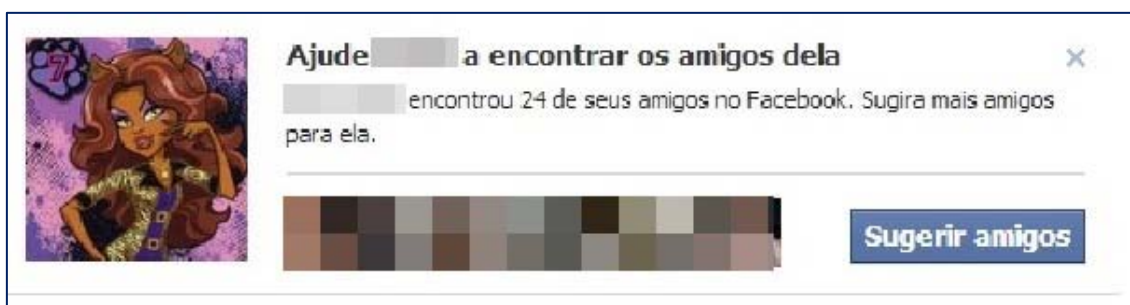 7
Ajude a encontrar os amigos dela
encontrou 24 de seus amigos no Facebook. Sugira mais amigos
para ela.
Sugerir amigos